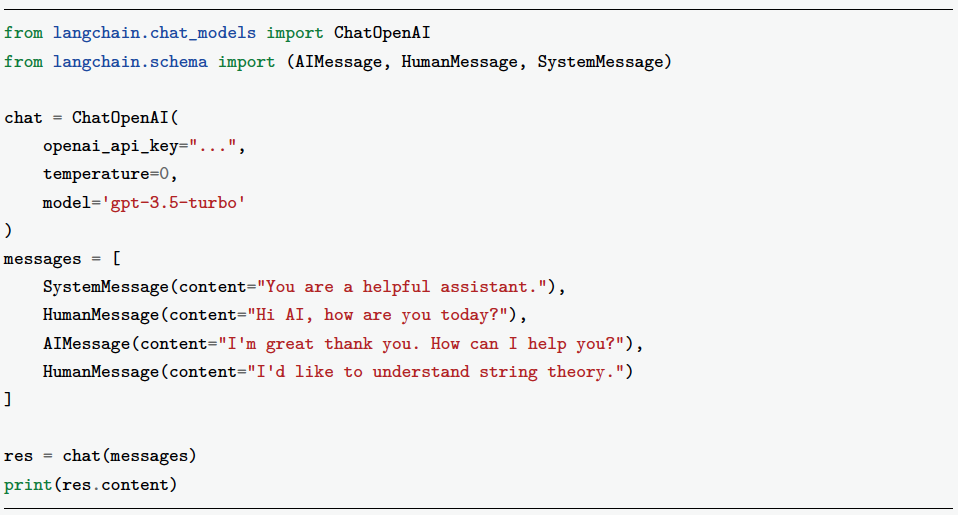 from langchain.chat_models import ChatOpenAI
from langchain.schema import (AIMessage, HumanMessage, SystemMessage)

chat = ChatOpenAI(
    openai_api_key="...",
    temperature=0,
    model='gpt-3.5-turbo'
)
messages = [
    SystemMessage(content="You are a helpful assistant."),
    HumanMessage(content="Hi AI, how are you today?"),
    AIMessage(content="I'm great thank you. How can I help you?"),
    HumanMessage(content="I'd like to understand string theory.")
]

res = chat(messages)
print(res.content)